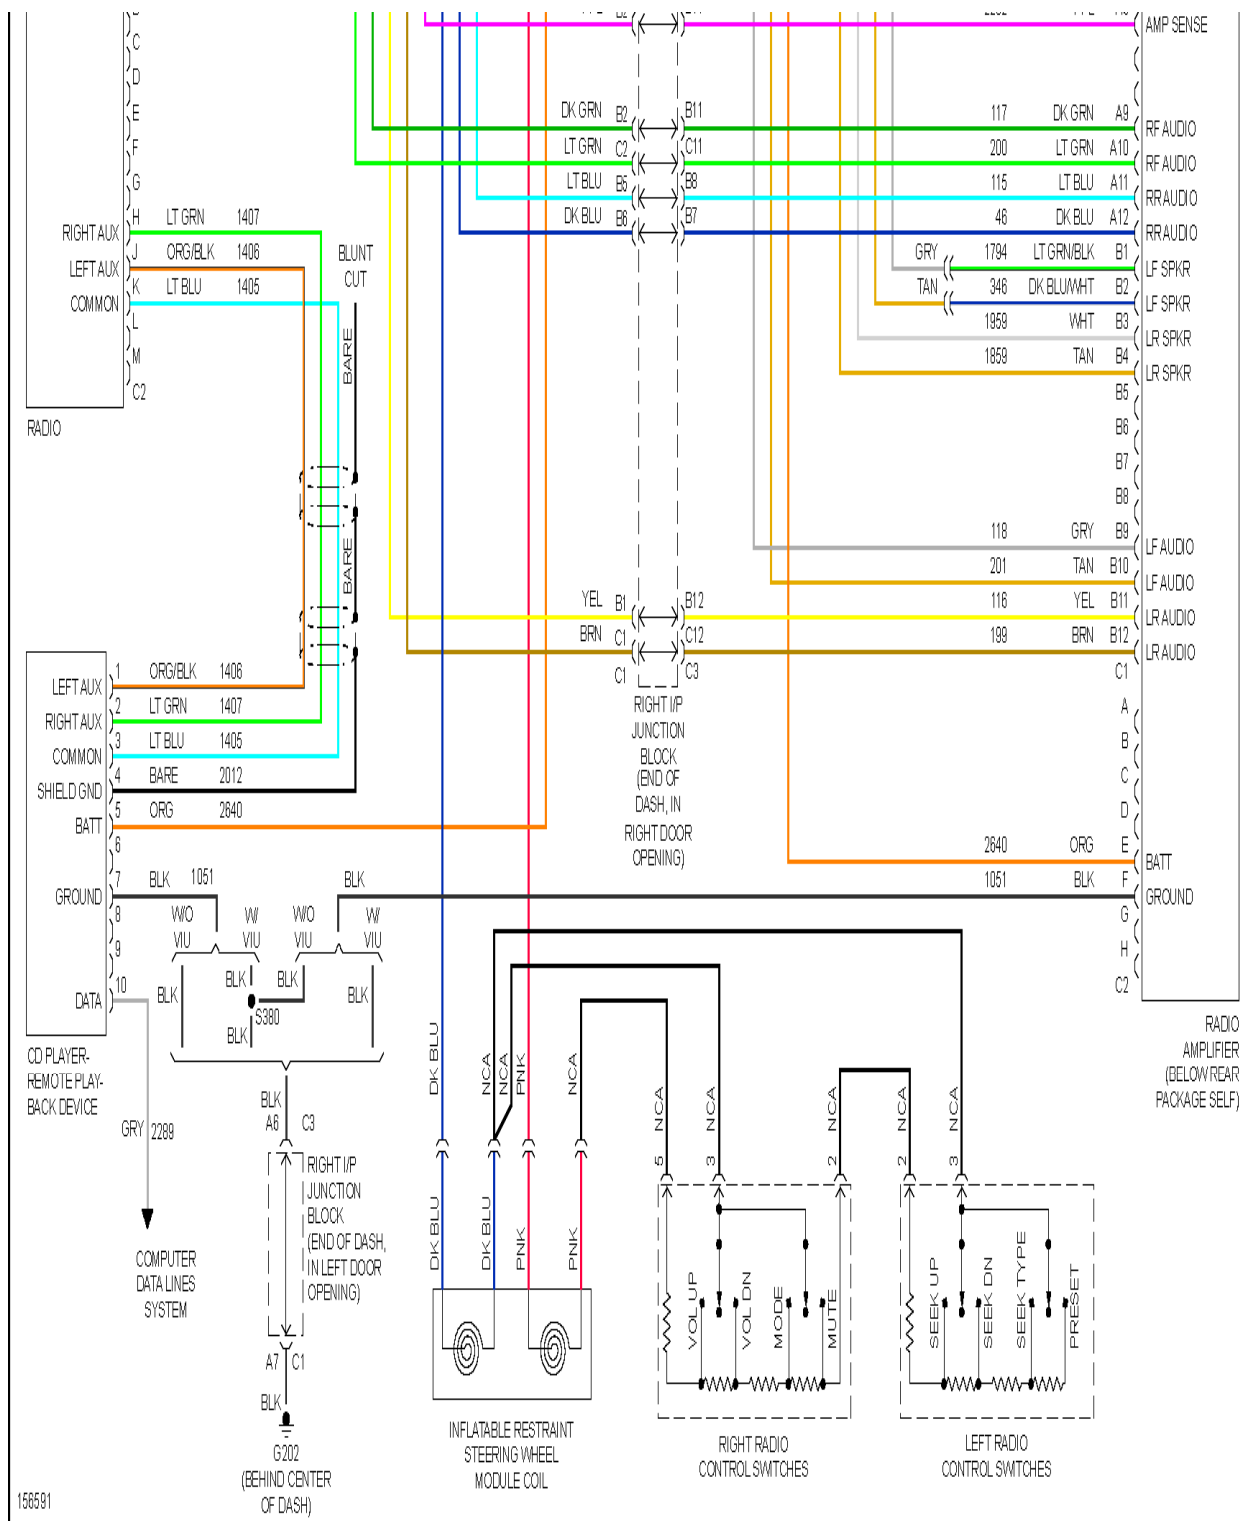 AMP SENSE
C
D
E
F
G
H
J
K
L
M
C2
RIGHT AUX
LEFT AUX
COMMON
RADIO
LT GRN 1407
ORG/BLK 1406
LT BLU 1405
BLUNT
CUT
BARE
BARE
DK GRN B2 B11 117 DK GRN A9 RF AUDIO
LT GRN C2 C11 200 LT GRN A10 RF AUDIO
LT BLU B5 B8 115 LT BLU A11 RR AUDIO
DK BLU B6 B7 46 DK BLU A12 RR AUDIO
GRY 1794 LT GRN/BLK B1 LF SPKR
TAN 346 DK BLU/WHT B2 LF SPKR
1959 WHT B3 LR SPKR
1859 TAN B4 LR SPKR
B5
B6
B7
B8
118 GRY B9 LF AUDIO
201 TAN B10 LF AUDIO
YEL B1 B12 116 YEL B11 LR AUDIO
BRN C1 C12 199 BRN B12 LR AUDIO
C1 C3 C1
RIGHT I/P
JUNCTION
BLOCK
(END OF
DASH, IN
RIGHT DOOR
OPENING)
A
B
C
D
2640 ORG E BATT
1051 BLK F GROUND
G
H
C2
RADIO
AMPLIFIER
(BELOW REAR
PACKAGE SELF)
LEFT AUX 1 ORG/BLK 1406
RIGHT AUX 2 LT GRN 1407
COMMON 3 LT BLU 1405
SHIELD GND 4 BARE 2012
BATT 5 ORG 2640
6
GROUND 7 BLK 1051 BLK
8
9
DATA 10
CD PLAYER-
REMOTE PLAY-
BACK DEVICE
W/O
VIU
W/
VIU
W/O
VIU
W/
VIU
BLK
BLK
BLK
BLK
S380
BLK
GRY 2289
COMPUTER
DATA LINES
SYSTEM
BLK
A6 C3
RIGHT I/P
JUNCTION
BLOCK
(END OF DASH,
IN LEFT DOOR
OPENING)
A7 C1
BLK
G202
(BEHIND CENTER
OF DASH)
DK BLU
NCA
NCA
PNK
NCA
DK BLU
DK BLU
PNK
PNK
INFLATABLE RESTRAINT
STEERING WHEEL
MODULE COIL
5 NCA
3 NCA
2 NCA
2 NCA
3 NCA
VOL UP
VOL DN
MODE
MUTE
RIGHT RADIO
CONTROL SWITCHES
SEEK UP
SEEK DN
SEEK TYPE
PRESET
LEFT RADIO
CONTROL SWITCHES
156591